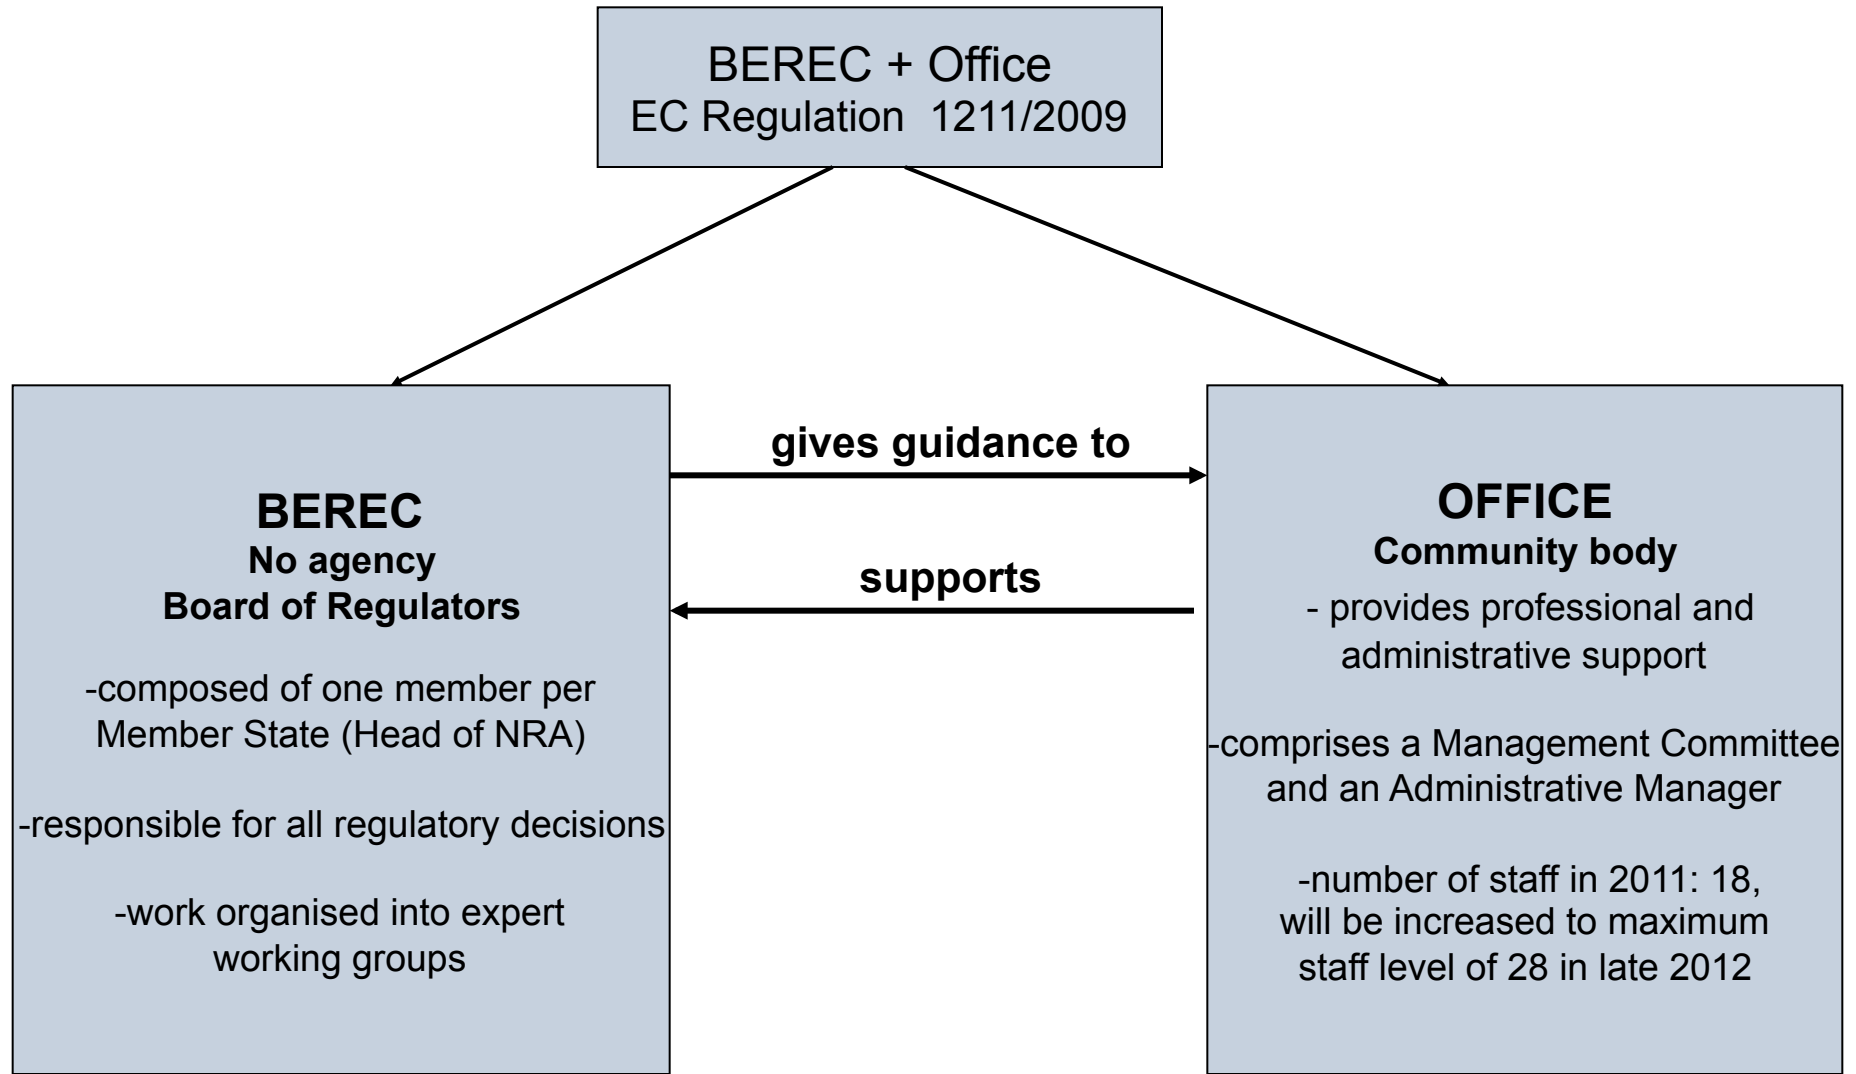 BEREC + Office
EC Regulation 1211/2009
gives guidance to
supports
BEREC
No agency
Board of Regulators
-composed of one member per
Member State (Head of NRA)
-responsible for all regulatory decisions
-work organised into expert
working groups
OFFICE
Community body
- provides professional and
administrative support
-comprises a Management Committee
and an Administrative Manager
-number of staff in 2011: 18,
will be increased to maximum
staff level of 28 in late 2012